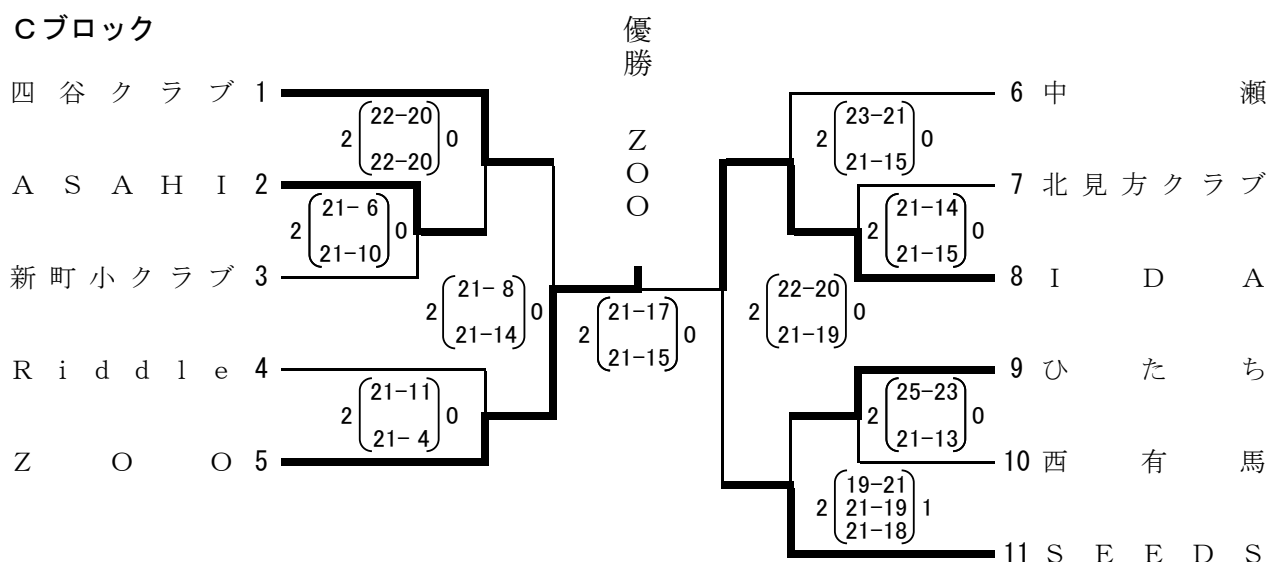 Cブロック
優勝 ZOO
四谷クラブ 1
2 (22-20 22-20) 0
ASAHI 2
2 (21- 6 21-10) 0
新町小クラブ 3
2 (21- 8 21-14) 0
Riddle 4
2 (21-11 21- 4) 0
ZOO 5
2 (21-17 21-15) 0
6 中瀬
2 (23-21 21-15) 0
7 北見方クラブ
2 (21-14 21-15) 0
8 IDA
2 (22-20 21-19) 0
9 ひたち
2 (25-23 21-13) 0
10 西有馬
2 (19-21 21-19 21-18) 1
11 SEEDS